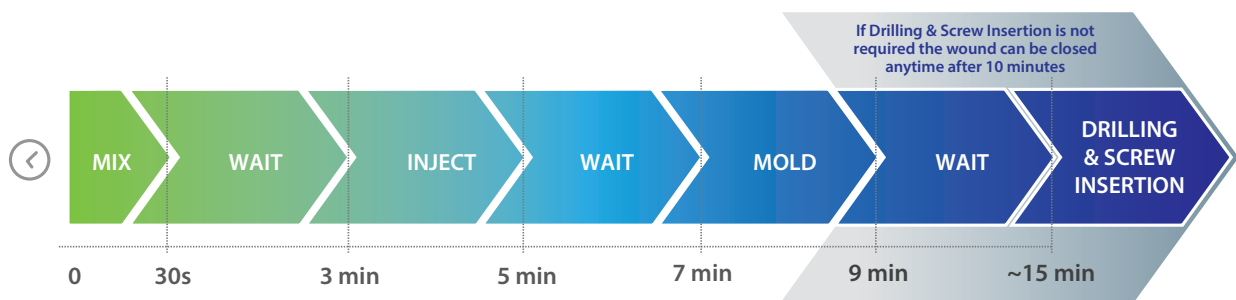 If Drilling & Screw Insertion is not
required the wound can be closed
anytime after 10 minutes
MIX
WAIT
INJECT
WAIT
MOLD
WAIT
DRILLING
& SCREW
INSERTION
0
30s
3 min
5 min
7 min
9 min
~15 min